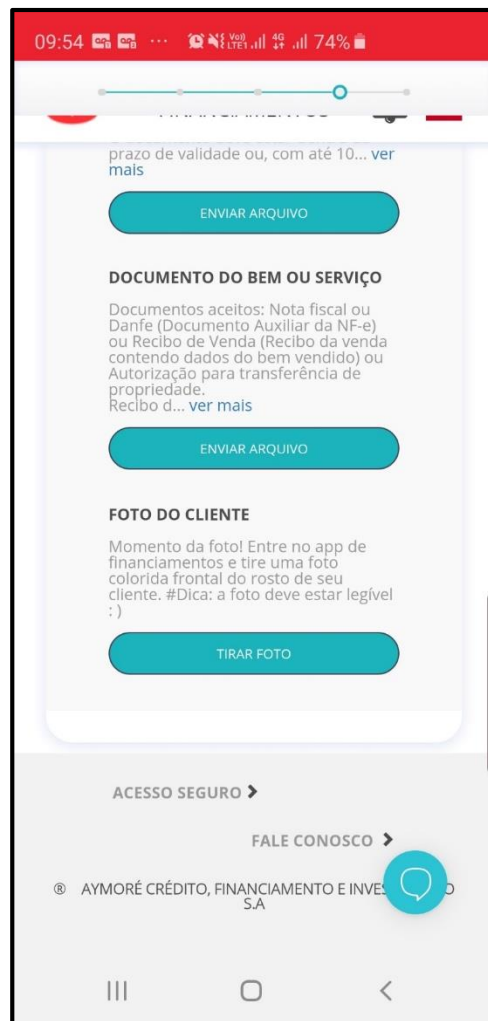 09:54 ... Vo)) LTE1 4G 74%
prazo de validade ou, com até 10... ver
mais
ENVIAR ARQUIVO
DOCUMENTO DO BEM OU SERVIÇO
Documentos aceitos: Nota fiscal ou
Danfe (Documento Auxiliar da NF-e)
ou Recibo de Venda (Recibo da venda
contendo dados do bem vendido) ou
Autorização para transferência de
propriedade.
Recibo d... ver mais
ENVIAR ARQUIVO
FOTO DO CLIENTE
Momento da foto! Entre no app de
financiamentos e tire uma foto
colorida frontal do rosto de seu
cliente. #Dica: a foto deve estar legível
: )
TIRAR FOTO
ACESSO SEGURO
FALE CONOSCO
® AYMORÉ CRÉDITO, FINANCIAMENTO E
S.A